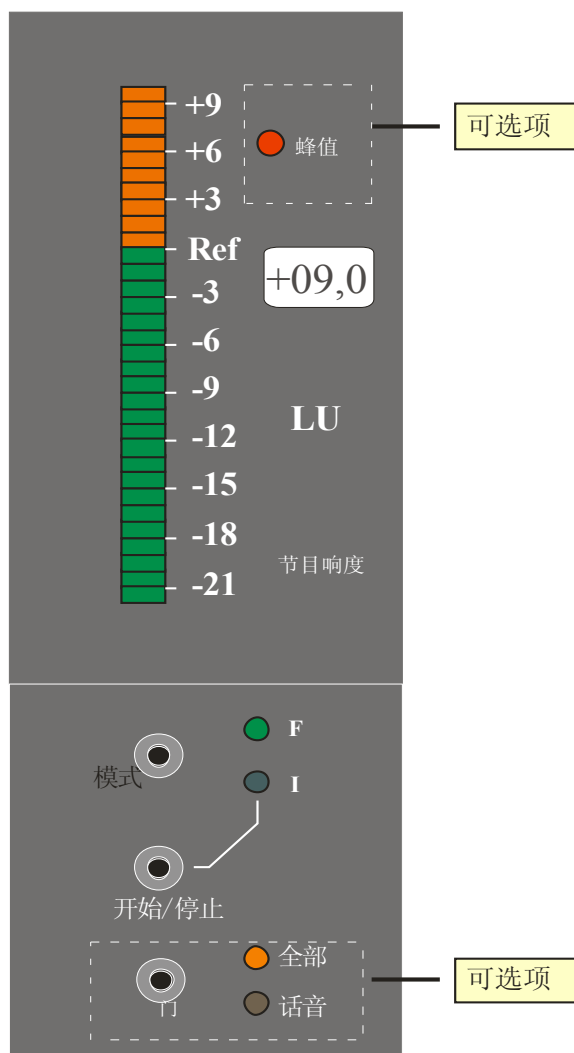 +9
可选项
蜂值
+6
+3
Ref
+09,0
-3
-6
-9
LU
-12
-15
-18
节目响度
-21
F
模式
I
开始/停止
全部
可选项
门
话音